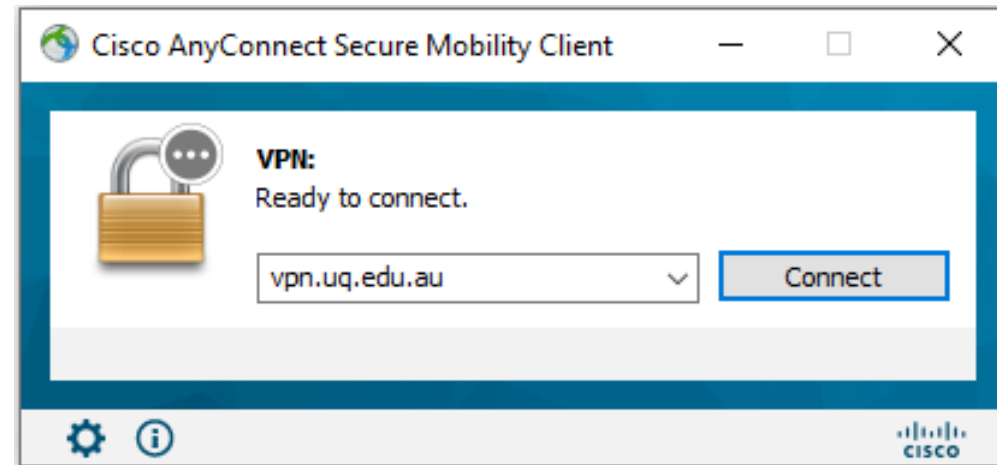 Cisco AnyConnect Secure Mobility Client
VPN:
Ready to connect.
vpn.uq.edu.au
Connect
CISCO